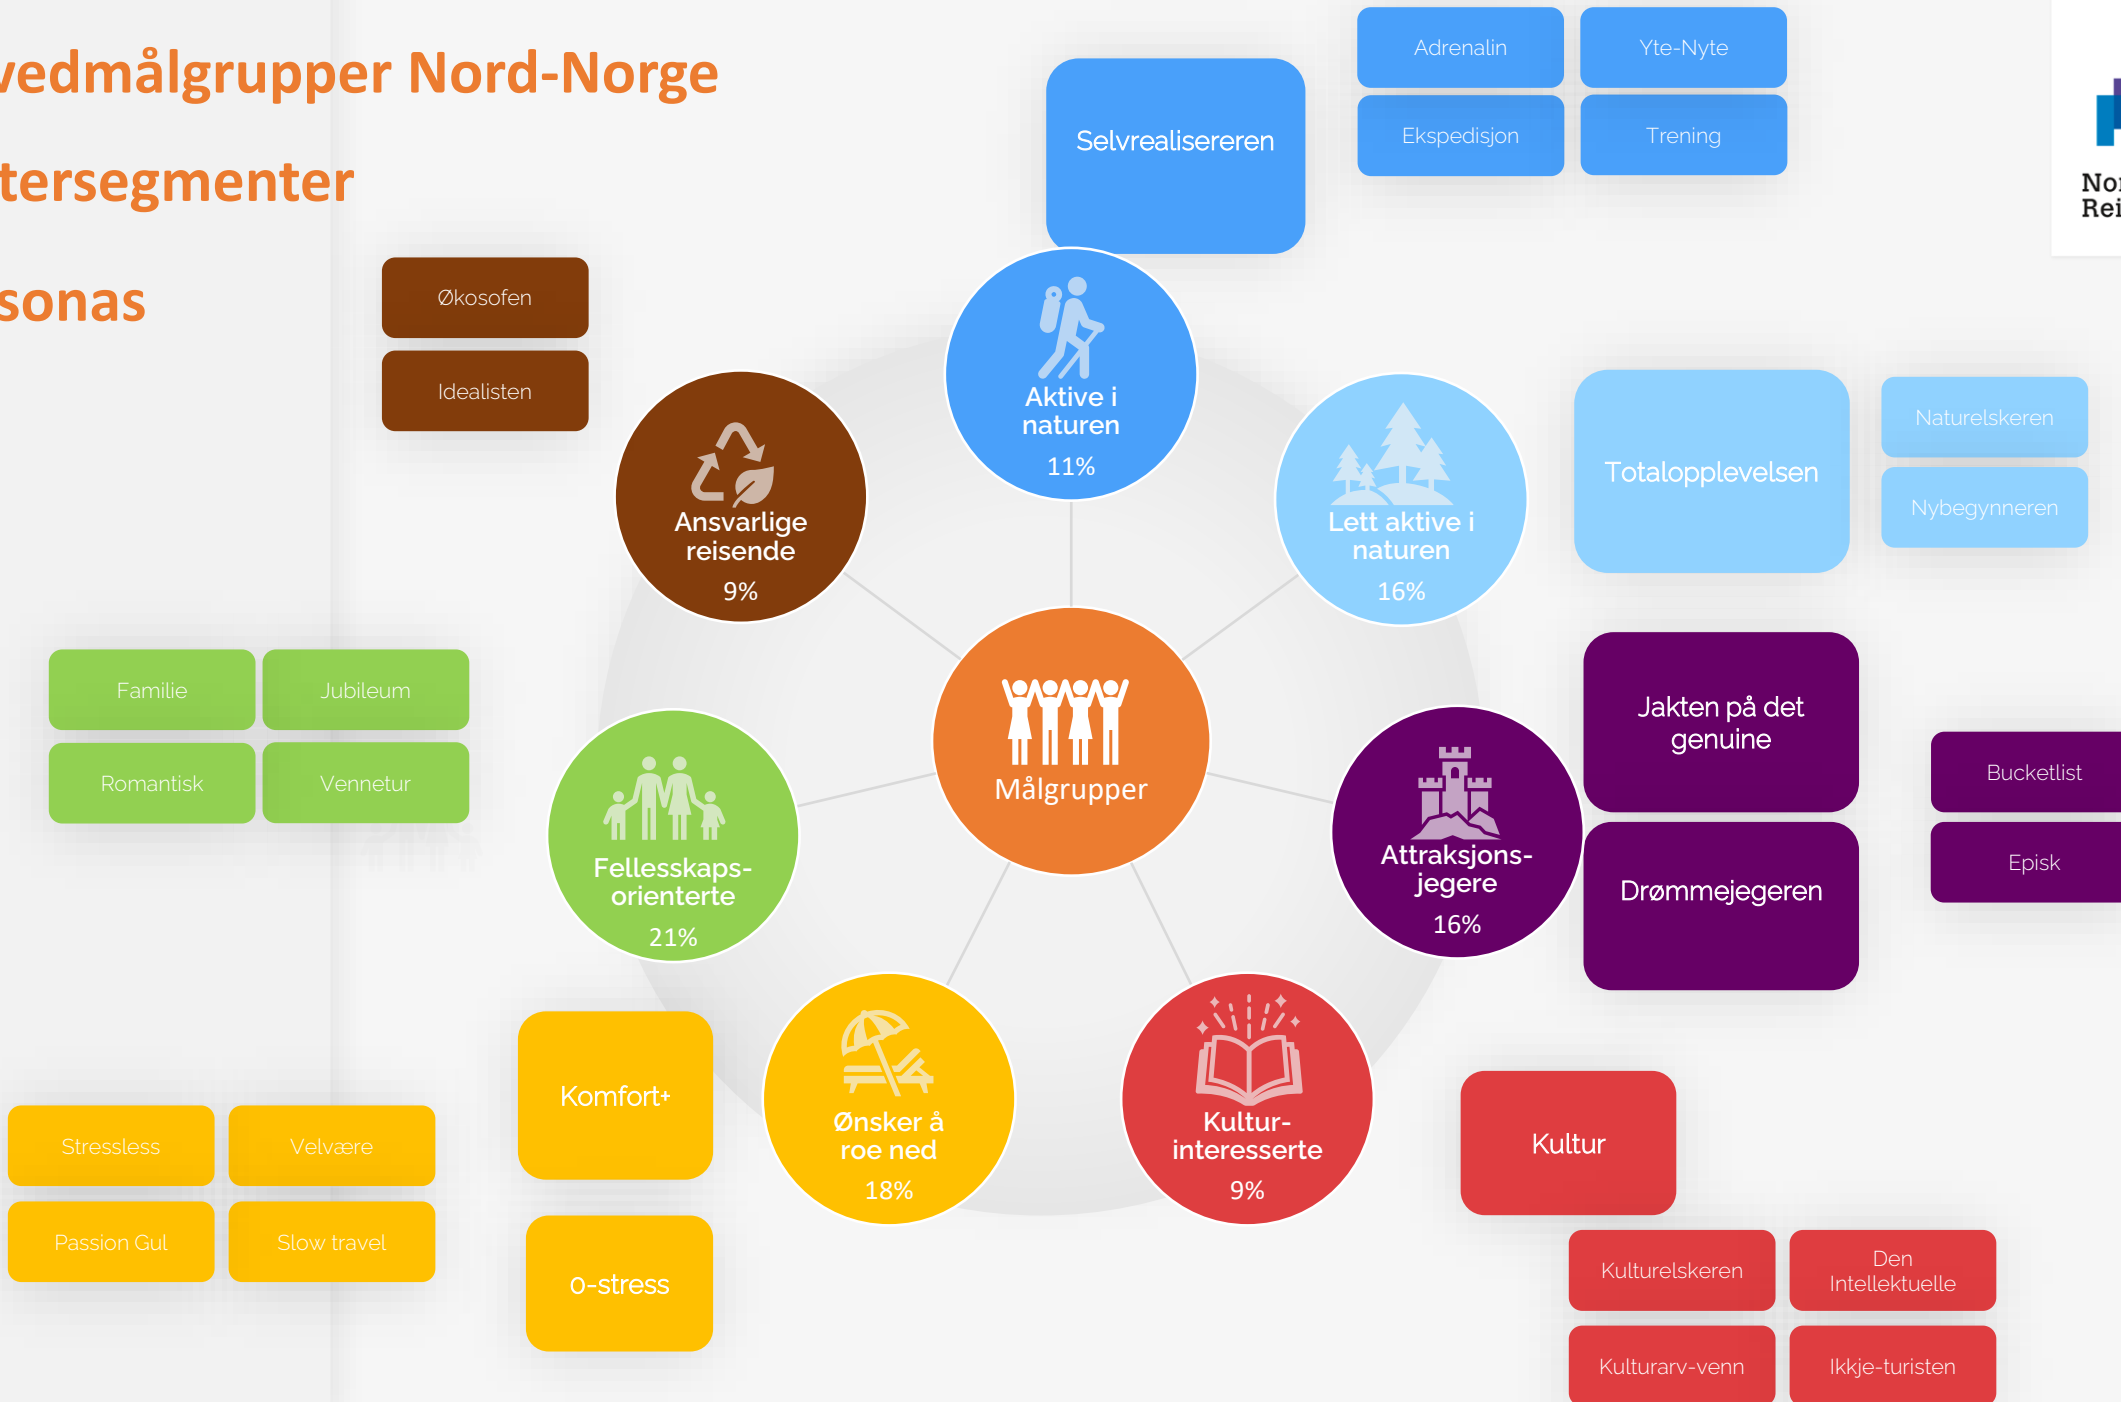 vedmålgrupper Nord-Norge
tersegmenter
sonas
Selvrealisereren
Adrenalin
Yte-Nyte
Ekspedisjon
Trening
Nor
Rei
Økosofen
Idealisten
Aktive i
naturen
11%
Ansvarlige
reisende
9%
Lett aktive i
naturen
16%
Totalopplevelsen
Naturelskeren
Nybegynneren
Familie
Jubileum
Romantisk
Vennetur
Fellesskaps-
orienterte
21%
Målgrupper
Attraksjons-
jegere
16%
Jakten på det
genuine
Drømmejegeren
Bucketlist
Episk
Stressless
Velvære
Passion Gul
Slow travel
Komfort+
0-stress
Ønsker å
roe ned
18%
Kultur-
interesserte
9%
Kultur
Kulturelskeren
Den
Intellektuelle
Kulturarv-venn
Ikkje-turisten